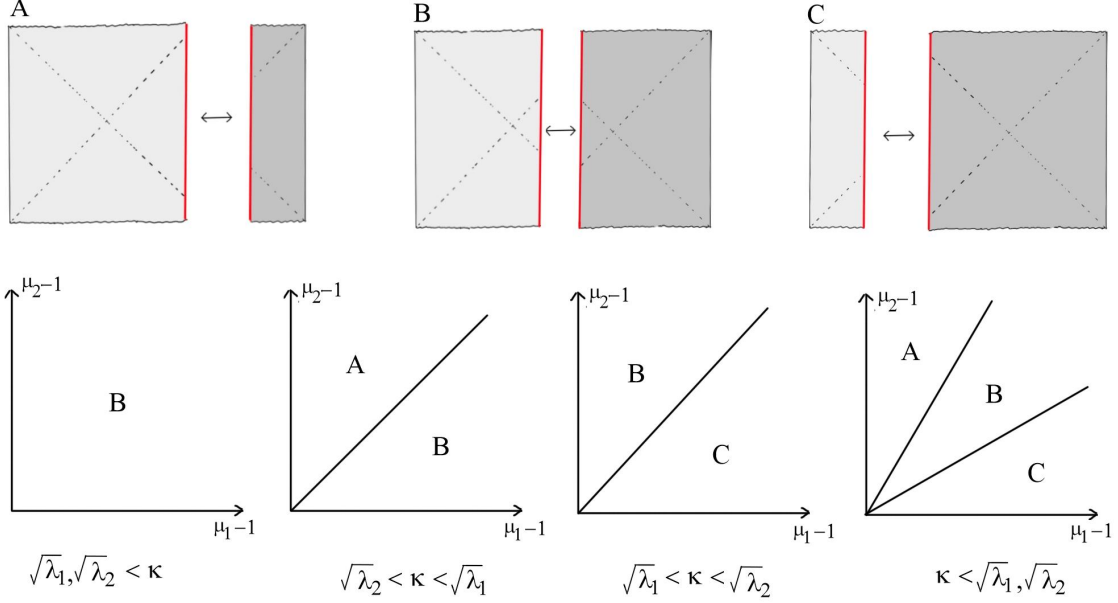 A B C
μ₂−1 μ₂−1 μ₂−1 μ₂−1
A B A
B B
B C C
μ₁−1 μ₁−1 μ₁−1 μ₁−1
√λ₁,√λ₂ < κ √λ₂ < κ < √λ₁ √λ₁ < κ < √λ₂ κ < √λ₁,√λ₂